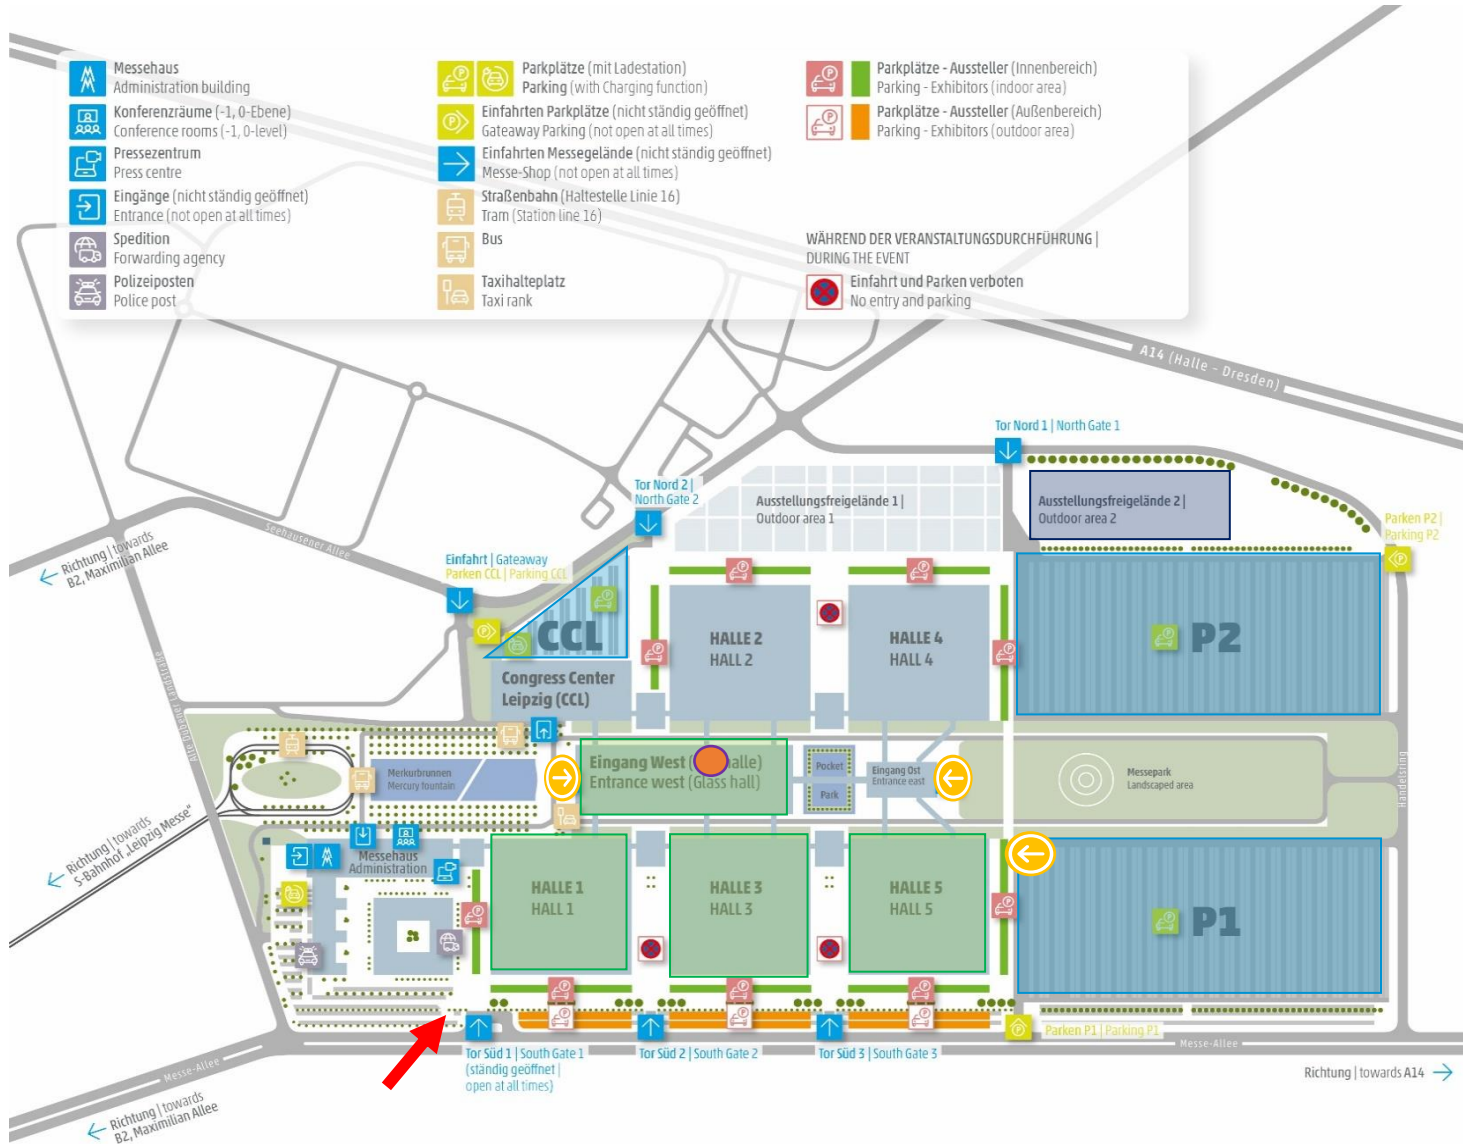 Messehaus
Administration building
Konferenzräume (-1, 0-Ebene)
Conference rooms (-1, 0-level)
Pressezentrum
Press centre
Eingänge (nicht ständig geöffnet)
Entrance (not open at all times)
Spedition
Forwarding agency
Polizeiposten
Police post
Parkplätze (mit Ladestation)
Parking (with Charging function)
Einfahrten Parkplätze (nicht ständig geöffnet)
Gateaway Parking (not open at all times)
Einfahrten Messegelände (nicht ständig geöffnet)
Messe-Shop (not open at all times)
Straßenbahn (Haltestelle Linie 16)
Tram (Station line 16)
Bus
Taxihalteplatz
Taxi rank
Parkplätze - Aussteller (Innenbereich)
Parking - Exhibitors (indoor area)
Parkplätze - Aussteller (Außenbereich)
Parking - Exhibitors (outdoor area)
WÄHREND DER VERANSTALTUNGSDURCHFÜHRUNG |
DURING THE EVENT
Einfahrt und Parken verboten
No entry and parking
A14 (Halle - Dresden)
Tor Nord 1 | North Gate 1
Tor Nord 2 |
North Gate 2
Ausstellungsfreigelände 1 |
Outdoor area 1
Ausstellungsfreigelände 2 |
Outdoor area 2
Parken P2 |
Parking P2
Seehausener Allee
Richtung | towards
B2, Maximilian Allee
Einfahrt | Gateaway
Parken CCL | Parking CCL
CCL
Congress Center
Leipzig (CCL)
HALLE 2
HALL 2
HALLE 4
HALL 4
P2
Alte Dübener Landstraße
Merkurbrunnen
Mercury fountain
Eingang West ( alle)
Entrance west (Glass hall)
Pocket
Park
Eingang Ost
Entrance east
Messepark
Landscaped area
Handelsring
Richtung | towards
S-Bahnhof „Leipzig Messe“
Messehaus
Administration
HALLE 1
HALL 1
HALLE 3
HALL 3
HALLE 5
HALL 5
P1
Tor Süd 1 | South Gate 1
(ständig geöffnet |
open at all times)
Tor Süd 2 | South Gate 2
Tor Süd 3 | South Gate 3
Parken P1 | Parking P1
Messe-Allee
Messe-Allee
Richtung | towards A14
Richtung | towards
B2, Maximilian Allee